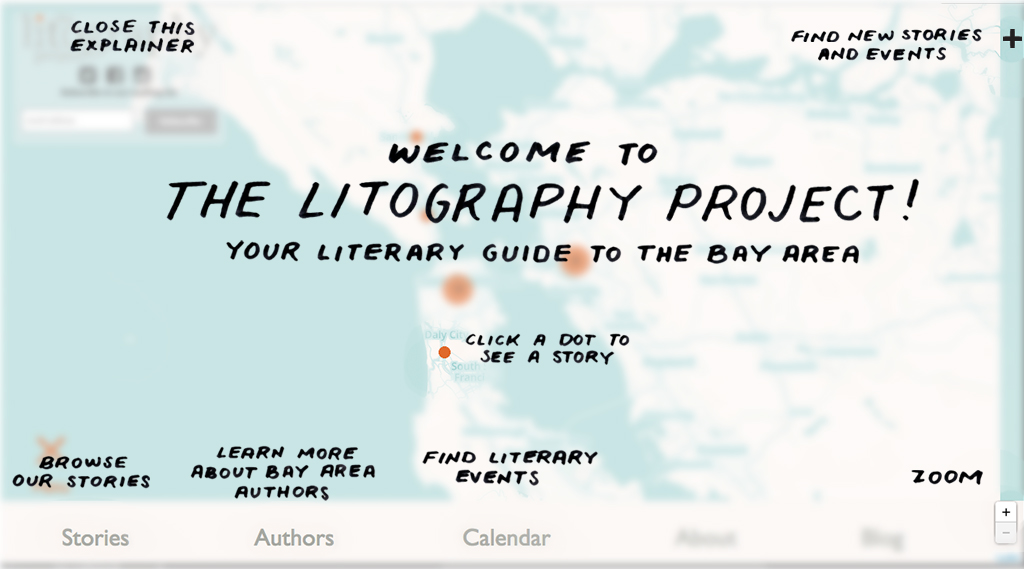 CLOSE THIS
EXPLAINER
FIND NEW STORIES
AND EVENTS
WELCOME TO
THE LITOGRAPHY PROJECT!
YOUR LITERARY GUIDE TO THE BAY AREA
Daly City
CLICK A DOT TO
SEE A STORY
South
BROWSE
OUR STORIES
LEARN MORE
ABOUT BAY AREA
AUTHORS
FIND LITERARY
EVENTS
ZOOM
+
-
Stories
Authors
Calendar
About
Blog